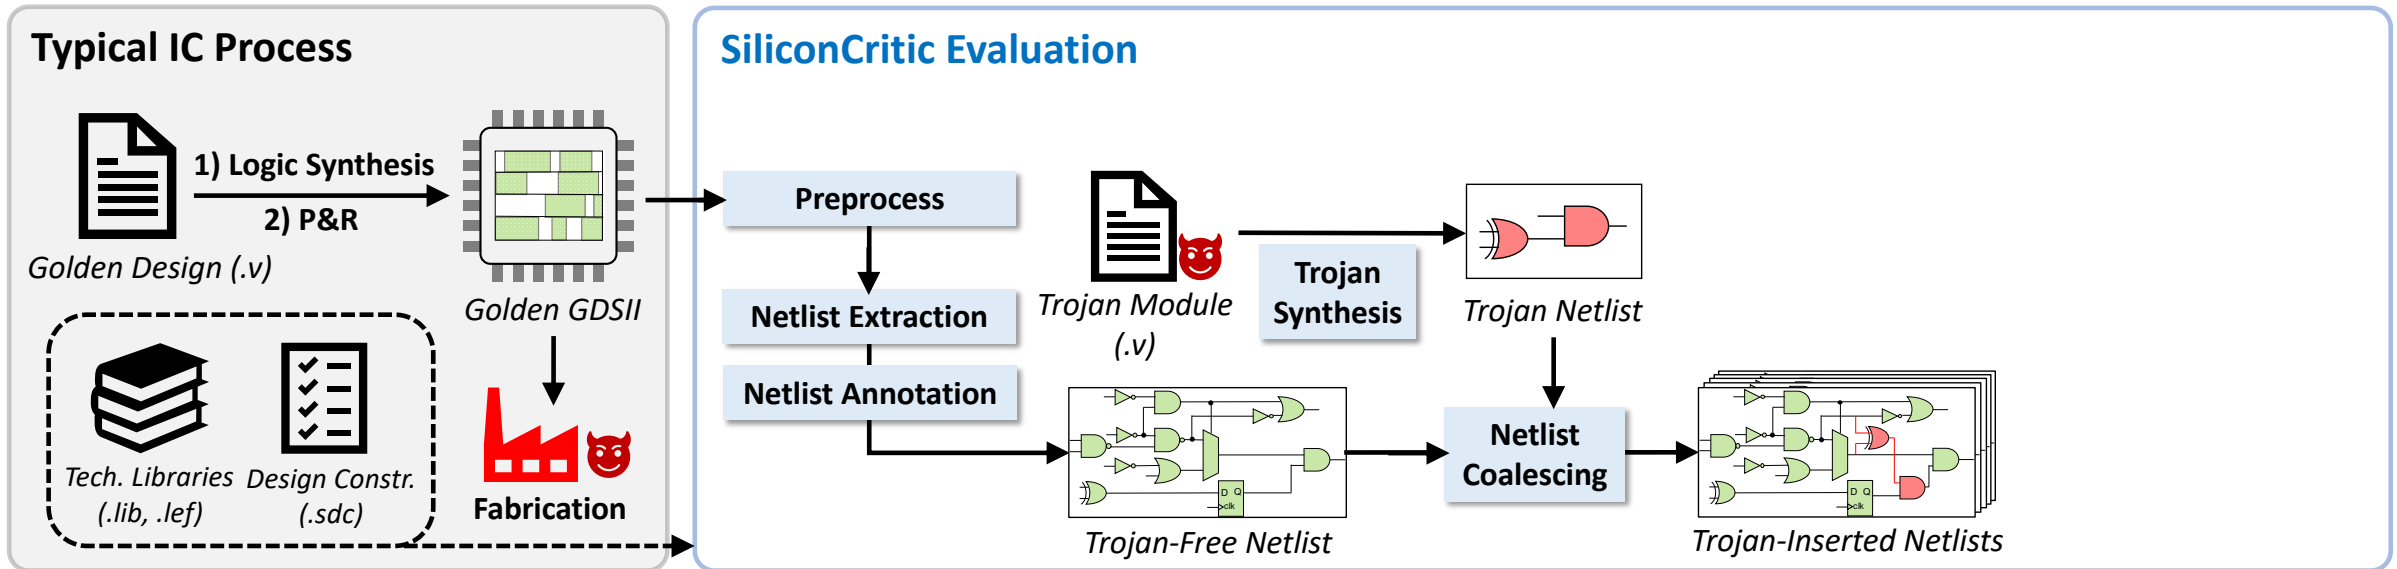 Typical IC Process
1) Logic Synthesis
2) P&R
Golden Design (.v)
Golden GDSII
Tech. Libraries
(.lib, .lef)
Design Constr.
(.sdc)
Fabrication
SiliconCritic Evaluation
Preprocess
Netlist Extraction
Netlist Annotation
Trojan Module
(.v)
Trojan
Synthesis
Trojan Netlist
D Q
clk
Trojan-Free Netlist
Netlist
Coalescing
D Q
clk
Trojan-Inserted Netlists